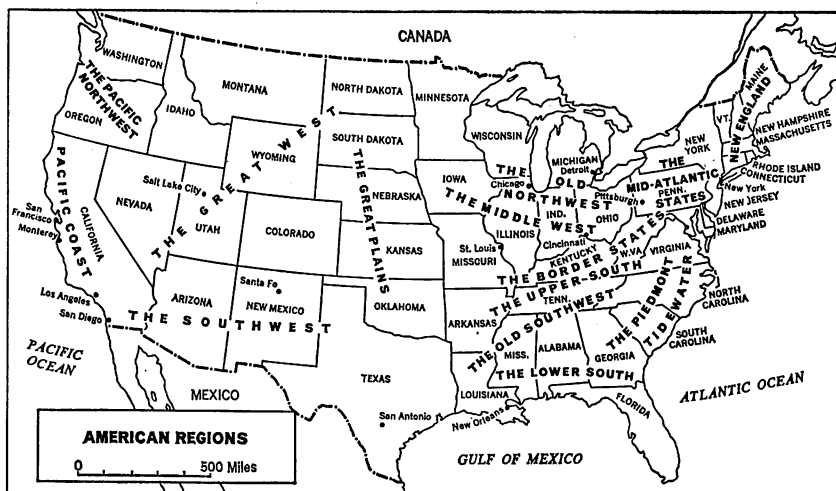 CANADA
WASHINGTON
THE PACIFIC
NORTHWEST
OREGON
IDAHO
MONTANA
NORTH DAKOTA
MINNESOTA
SOUTH DAKOTA
WISCONSIN
MICHIGAN
Detroit
WYOMING
THE GREAT WEST
THE GREAT PLAINS
IOWA
NEBRASKA
Chicago
THE OLD
NORTHWEST
THE MIDDLE WEST
ILLINOIS
IND.
OHIO
Pittsburgh
PENN.
THE
MID-ATLANTIC
STATES
NEW
YORK
VT.
MAINE
NEW ENGLAND
NEW HAMPSHIRE
MASSACHUSETTS
RHODE ISLAND
CONNECTICUT
New York
NEW JERSEY
DELAWARE
MARYLAND
PACIFIC COAST
CALIFORNIA
San
Francisco
Monterey
NEVADA
Salt Lake City
UTAH
COLORADO
KANSAS
St. Louis
MISSOURI
Cincinnati
KENTUCKY
W.VA.
VIRGINIA
THE BORDER STATES
THE UPPER-SOUTH
TENN.
NORTH
CAROLINA
SOUTH
CAROLINA
THE PIEDMONT
TIDEWATER
Los Angeles
San Diego
ARIZONA
Santa Fe
NEW MEXICO
THE SOUTHWEST
OKLAHOMA
ARKANSAS
THE OLD SOUTHWEST
MISS.
ALABAMA
GEORGIA
THE LOWER SOUTH
TEXAS
San Antonio
LOUISIANA
New Orleans
FLORIDA
PACIFIC
OCEAN
MEXICO
ATLANTIC OCEAN
GULF OF MEXICO
AMERICAN REGIONS
0 500 Miles